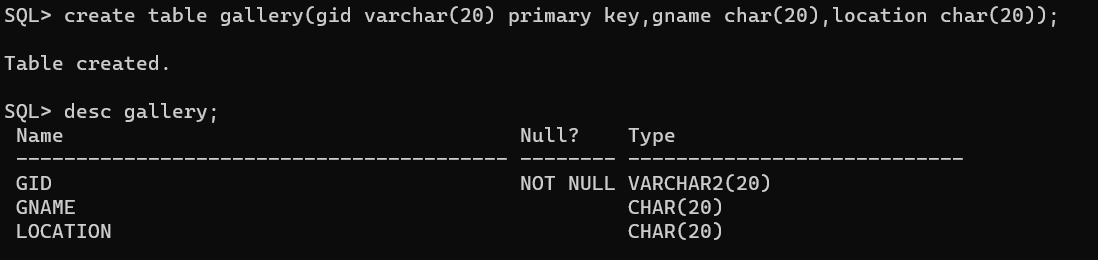 SQL> create table gallery(gid varchar(20) primary key,gname char(20),location char(20));
Table created.
SQL> desc gallery;
Name                                      Null?    Type
----------------------------------------- -------- ----------------------------
GID                                       NOT NULL VARCHAR2(20)
GNAME                                              CHAR(20)
LOCATION                                           CHAR(20)